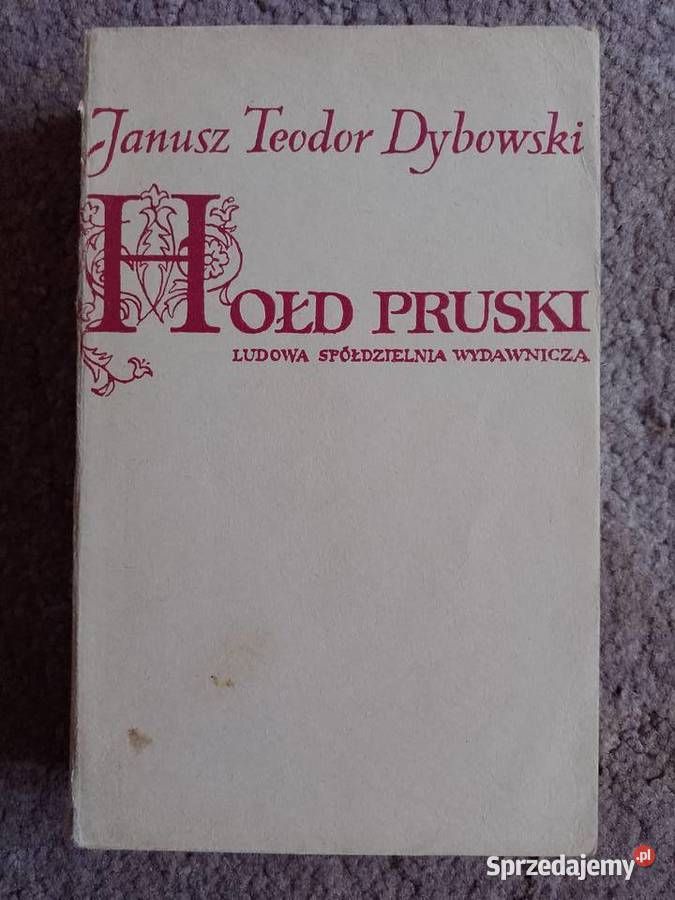 Janusz Teodor Dybowski
HOŁD PRUSKI
LUDOWA SPÓŁDZIELNIA WYDAWNICZA
Sprzedajemy.pl